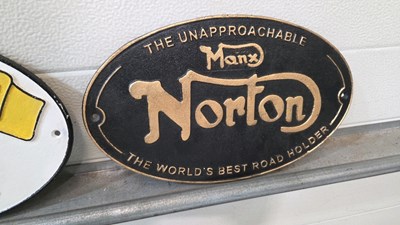 THE UNAPPROACHABLE
Manx
Norton
THE WORLD'S BEST ROAD HOLDER